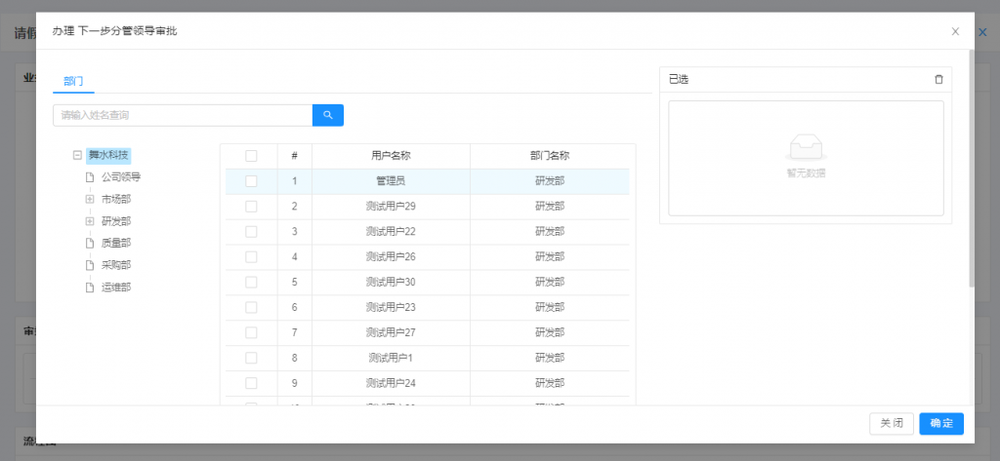 办理 下一步分管领导审批
请假
部门
已选
请输入姓名查询
舞水科技
公司领导
市场部
研发部
质量部
采购部
运维部
# 用户名称 部门名称
1 管理员 研发部
2 测试用户29 研发部
3 测试用户22 研发部
4 测试用户26 研发部
5 测试用户30 研发部
6 测试用户23 研发部
7 测试用户27 研发部
8 测试用户1 研发部
9 测试用户24 研发部
暂无数据
关 闭
确 定